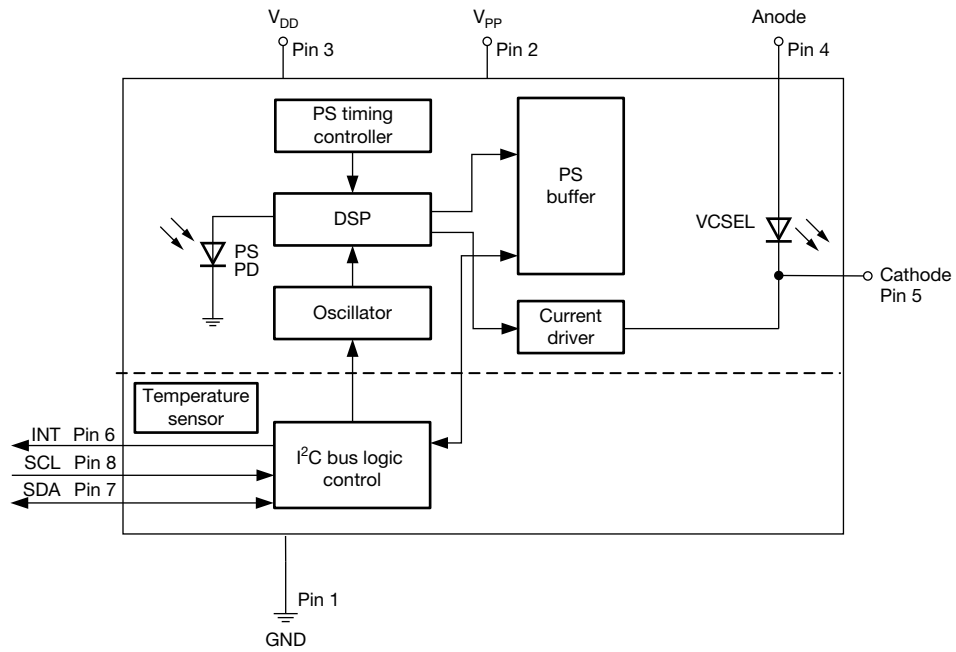 V_DD
Pin 3
V_PP
Pin 2
Anode
Pin 4
PS timing
controller
PS
buffer
DSP
VCSEL
PS
PD
Cathode
Pin 5
Oscillator
Current
driver
Temperature
sensor
INT Pin 6
SCL Pin 8
SDA Pin 7
I²C bus logic
control
Pin 1
GND